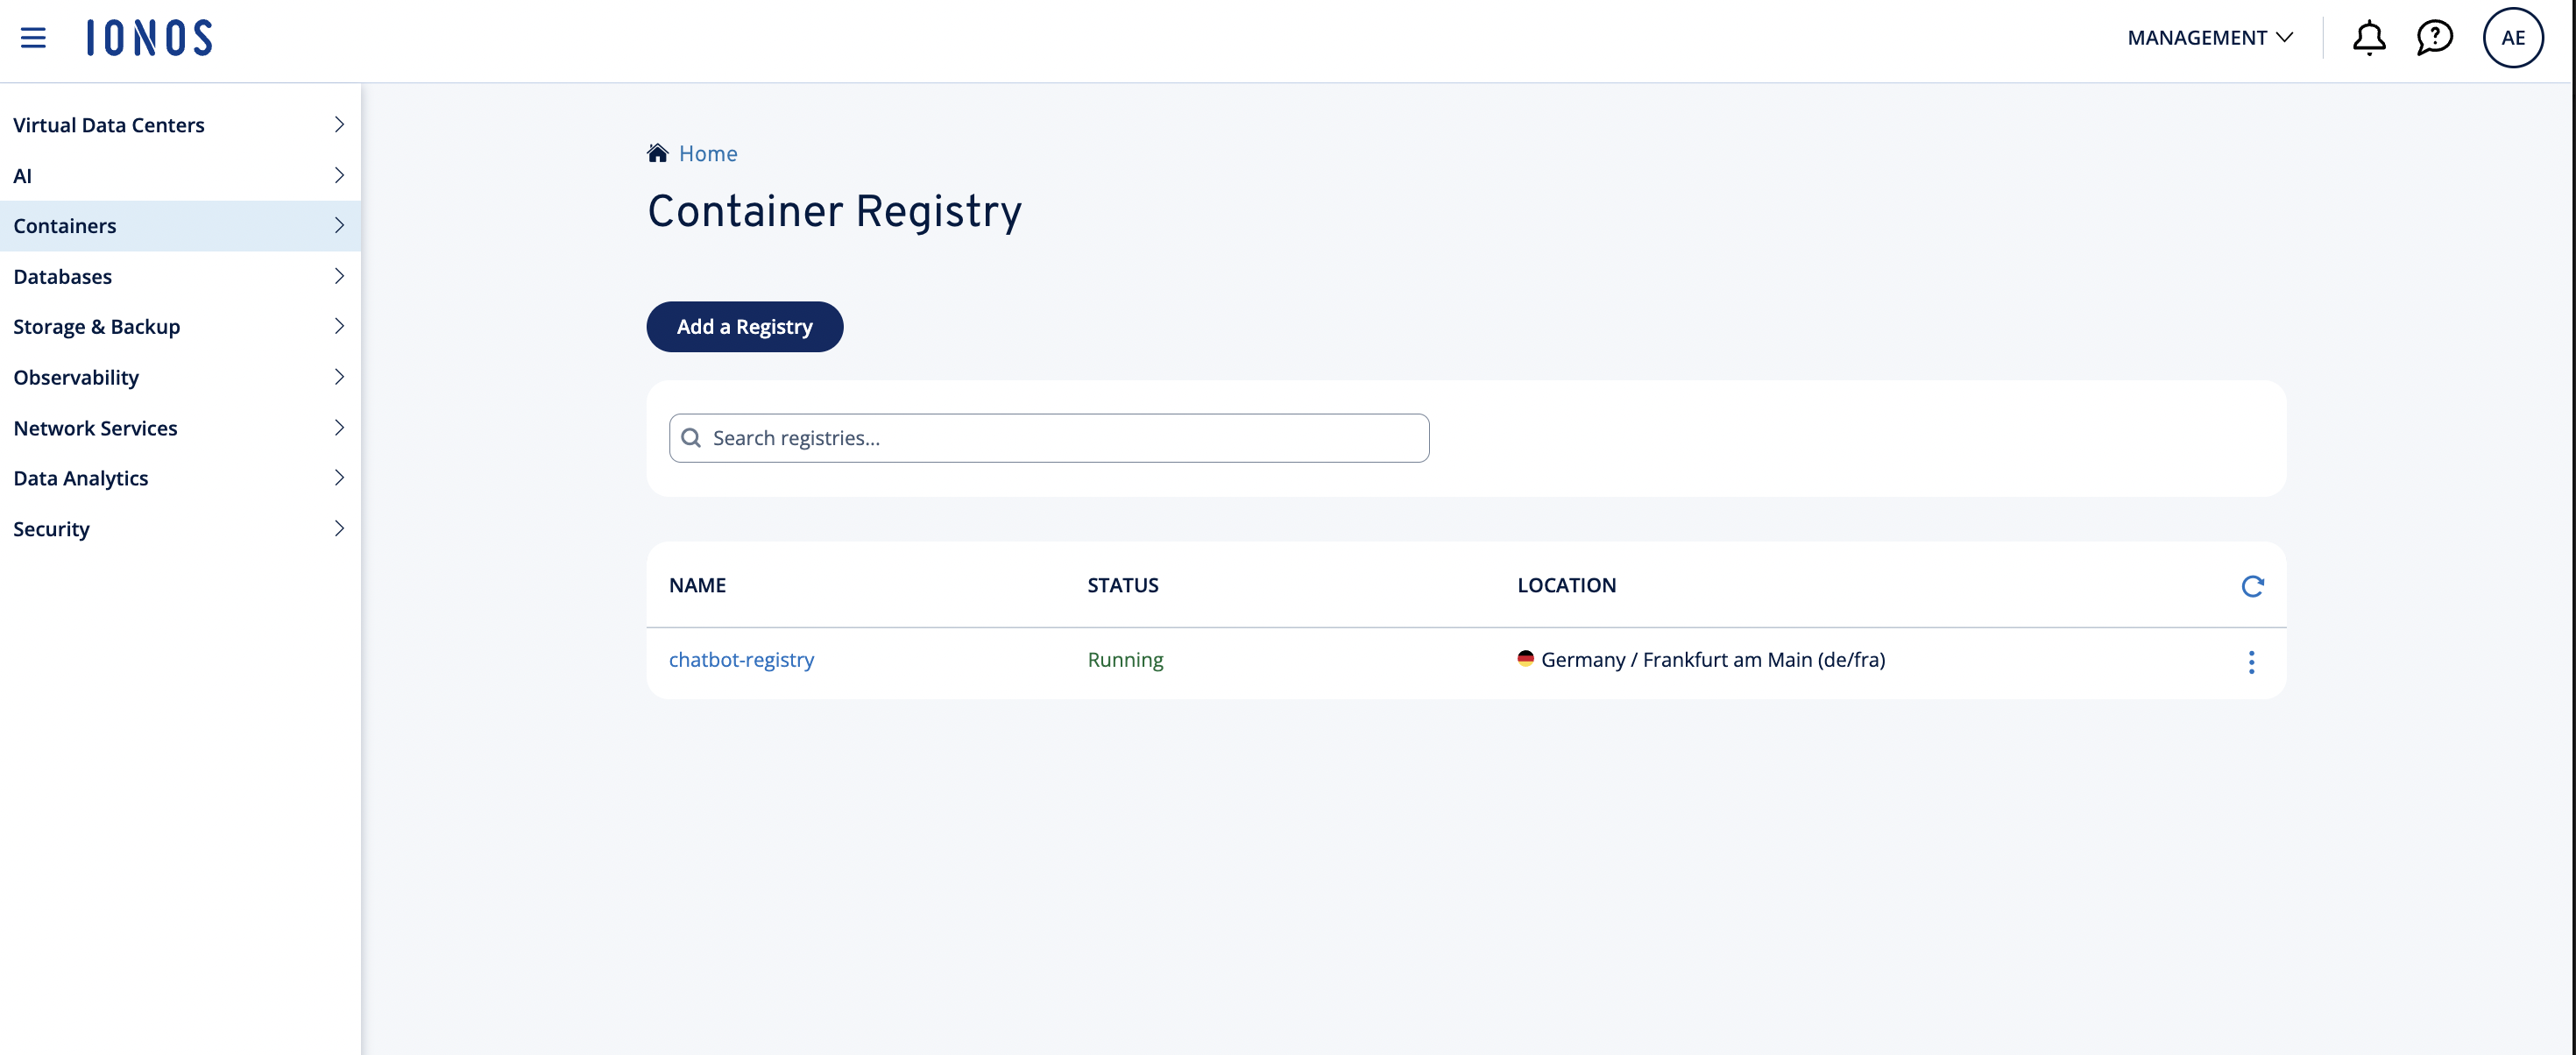 IONOS
MANAGEMENT
AE
Virtual Data Centers
AI
Containers
Databases
Storage & Backup
Observability
Network Services
Data Analytics
Security
Home
Container Registry
Add a Registry
Search registries...
NAME STATUS LOCATION
chatbot-registry Running Germany / Frankfurt am Main (de/fra)